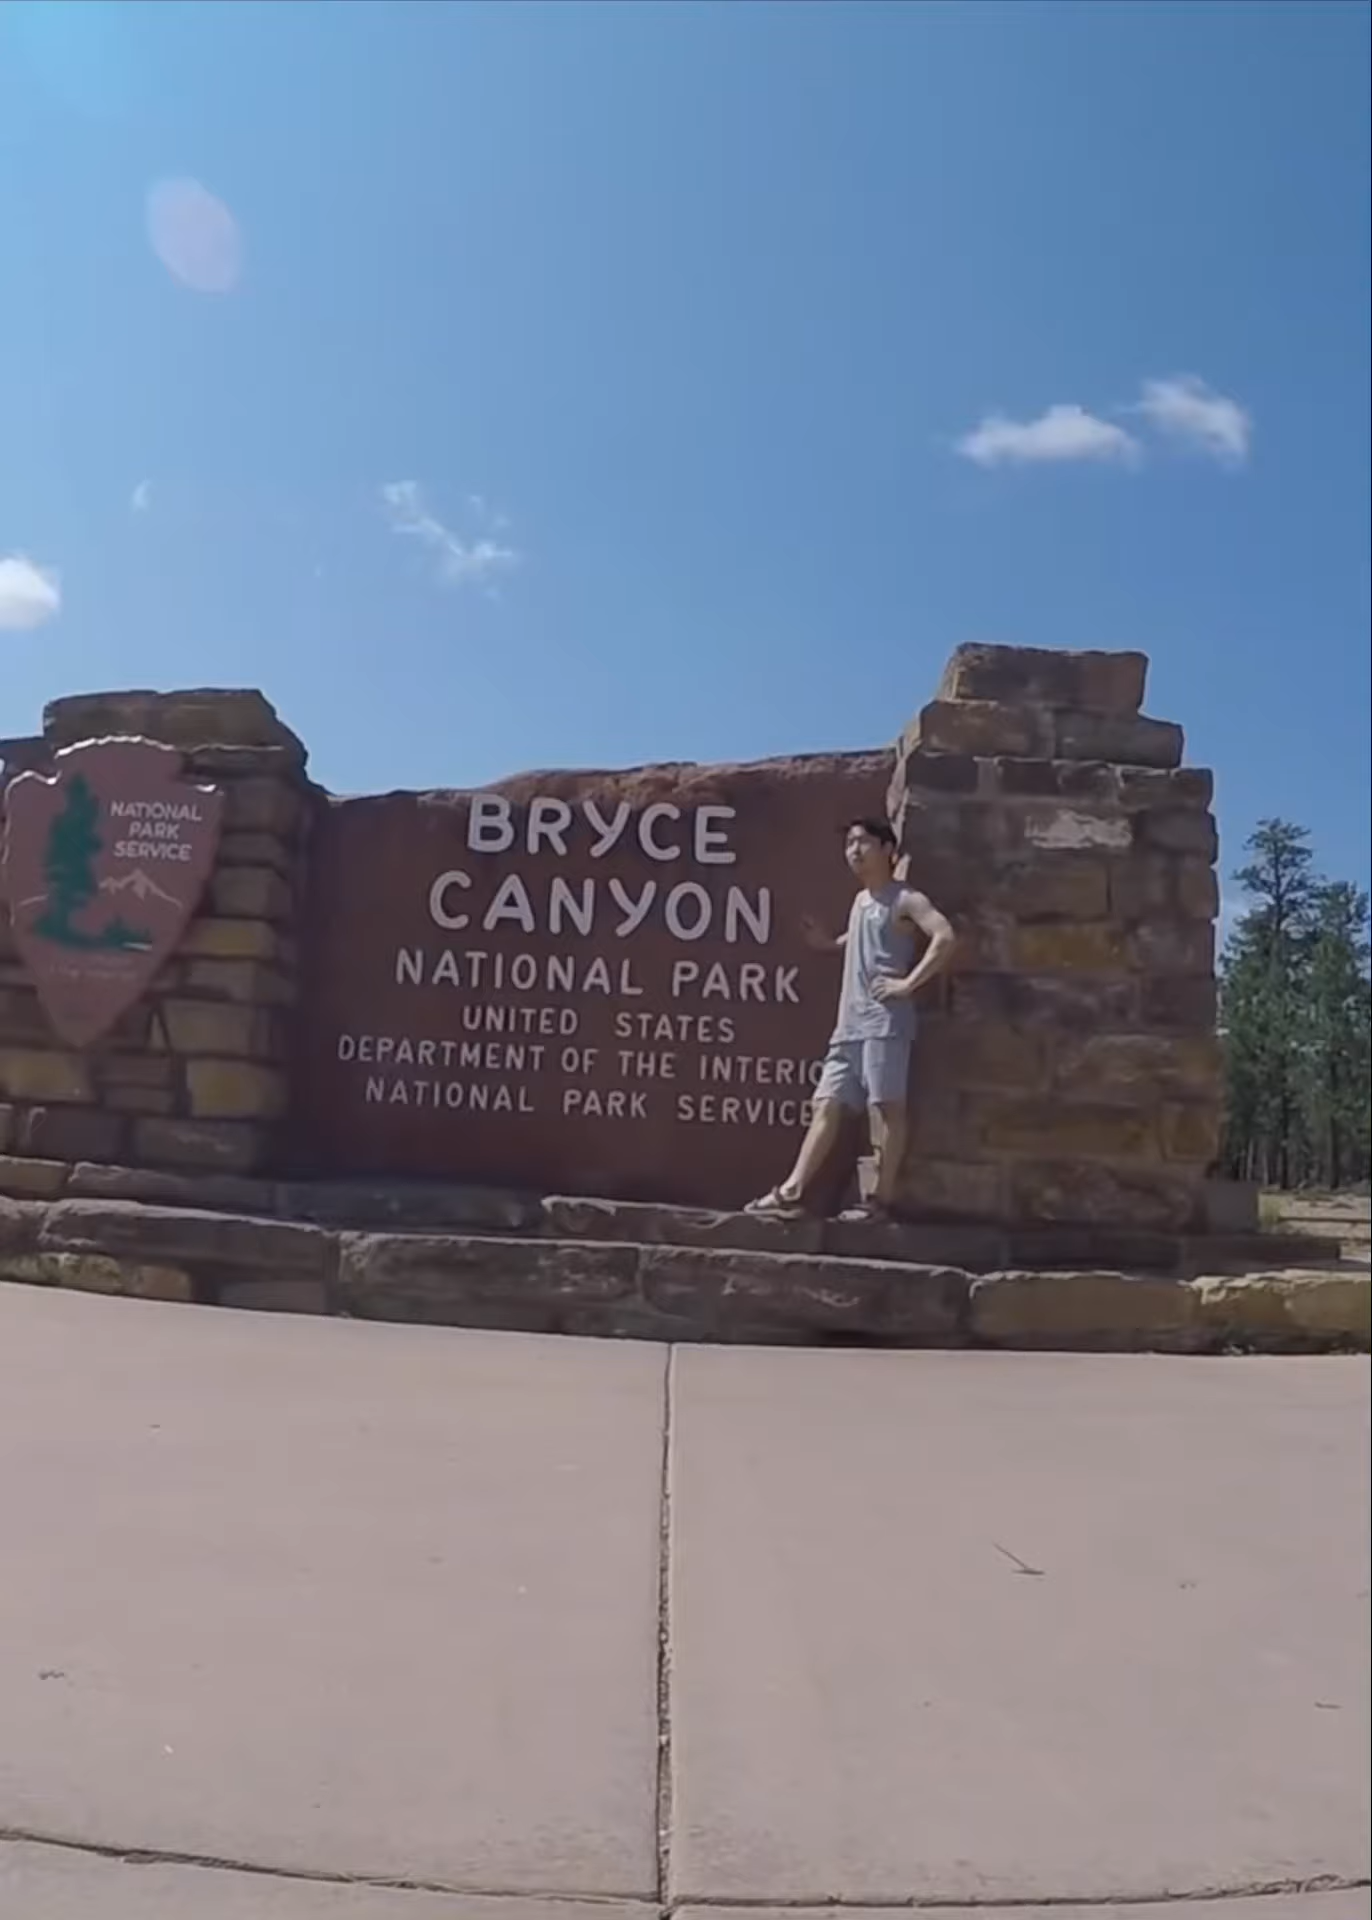 NATIONAL
PARK
SERVICE
BRYCE
CANYON
NATIONAL PARK
UNITED STATES
DEPARTMENT OF THE INTERIO
NATIONAL PARK SERVICE